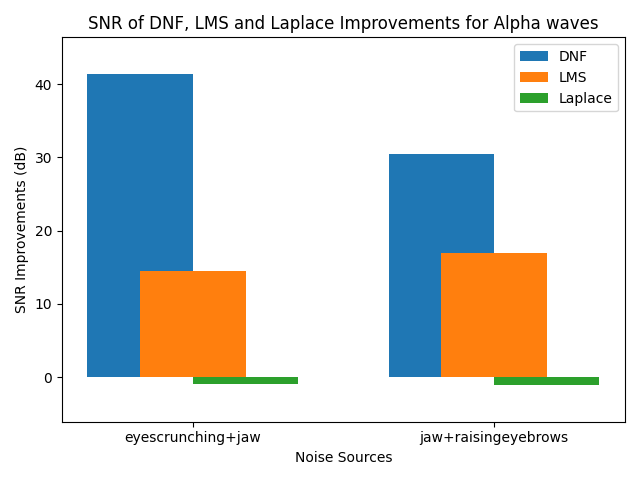 SNR of DNF, LMS and Laplace Improvements for Alpha waves
DNF
LMS
Laplace
40
30
20
10
0
SNR Improvements (dB)
eyescrunching+jaw
jaw+raisingeyebrows
Noise Sources